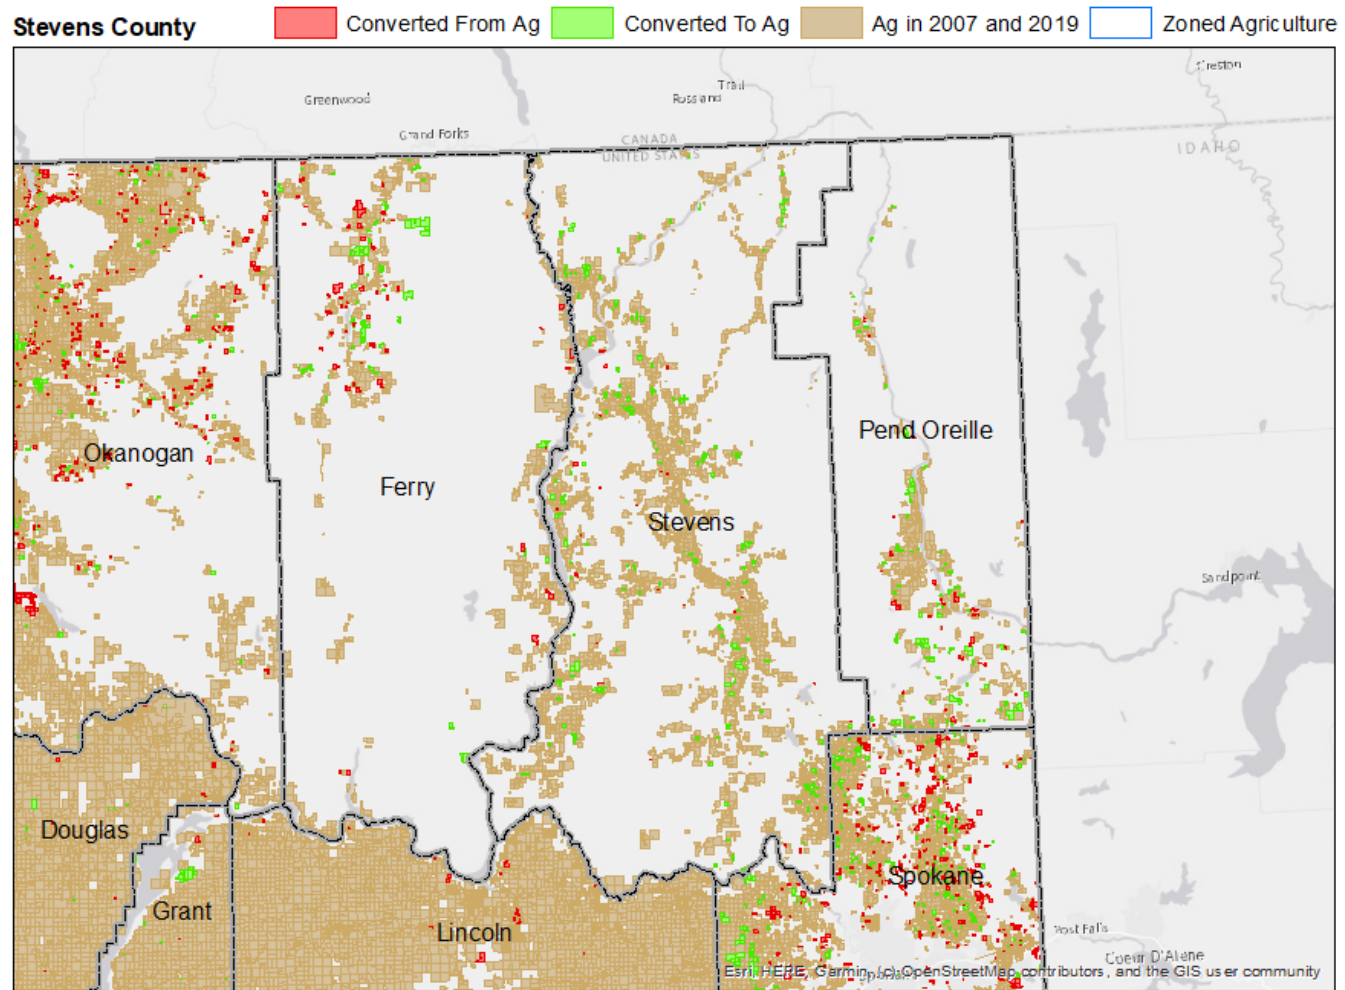 Stevens County
Converted From Ag
Converted To Ag
Ag in 2007 and 2019
Zoned Agriculture
Creston
Trail
Greenwood
Rossland
Grand Forks
CANADA
UNITED STATES
IDAHO
Pend Oreille
Okanogan
Ferry
Stevens
Sandpoint
Douglas
Spokane
Grant
Lincoln
Post Falls
Coeur D'Alene
Esri, HERE, Garmin, (c) OpenStreetMap contributors, and the GIS user community